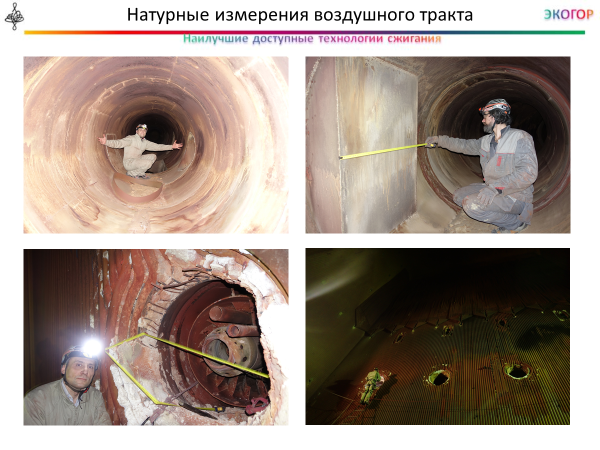 Натурные измерения воздушного тракта
ЭКОГОР
Наилучшие доступные технологии сжигания